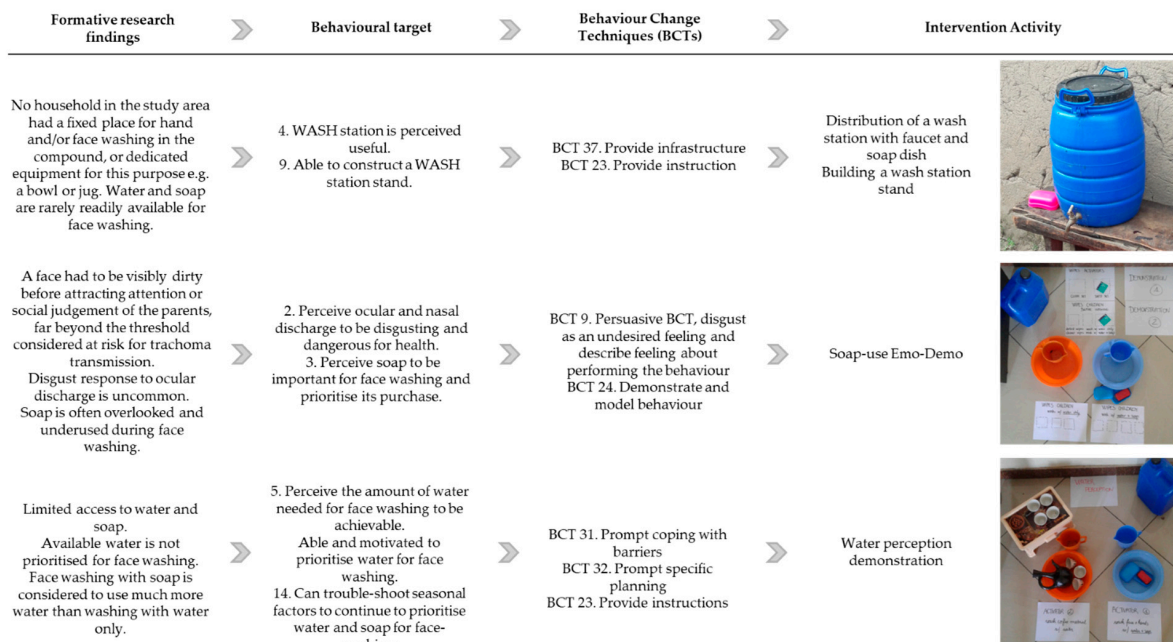 Formative research
findings
Behavioural target
Behaviour Change
Techniques (BCTs)
Intervention Activity
No household in the study area
had a fixed place for hand
and/or face washing in the
compound, or dedicated
equipment for this purpose e.g.
a bowl or jug. Water and soap
are rarely readily available for
face washing.
4. WASH station is perceived
useful.
9. Able to construct a WASH
station stand.
BCT 37. Provide infrastructure
BCT 23. Provide instruction
Distribution of a wash
station with faucet and
soap dish
Building a wash station
stand
A face had to be visibly dirty
before attracting attention or
social judgement of the parents,
far beyond the threshold
considered at risk for trachoma
transmission.
Disgust response to ocular
discharge is uncommon.
Soap is often overlooked and
underused during face
washing.
2. Perceive ocular and nasal
discharge to be disgusting and
dangerous for health.
3. Perceive soap to be
important for face washing and
prioritise its purchase.
BCT 9. Persuasive BCT, disgust
as an undesired feeling and
describe feeling about
performing the behaviour
BCT 24. Demonstrate and
model behaviour
Soap-use Emo-Demo
DEMONSTRATION
1
DEMONSTRATION
2
Limited access to water and
soap.
Available water is not
prioritised for face washing.
Face washing with soap is
considered to use much more
water than washing with water
only.
5. Perceive the amount of water
needed for face washing to be
achievable.
Able and motivated to
prioritise water for face
washing.
14. Can trouble-shoot seasonal
factors to continue to prioritise
water and soap for face-
BCT 31. Prompt coping with
barriers
BCT 32. Prompt specific
planning
BCT 23. Provide instructions
Water perception
demonstration